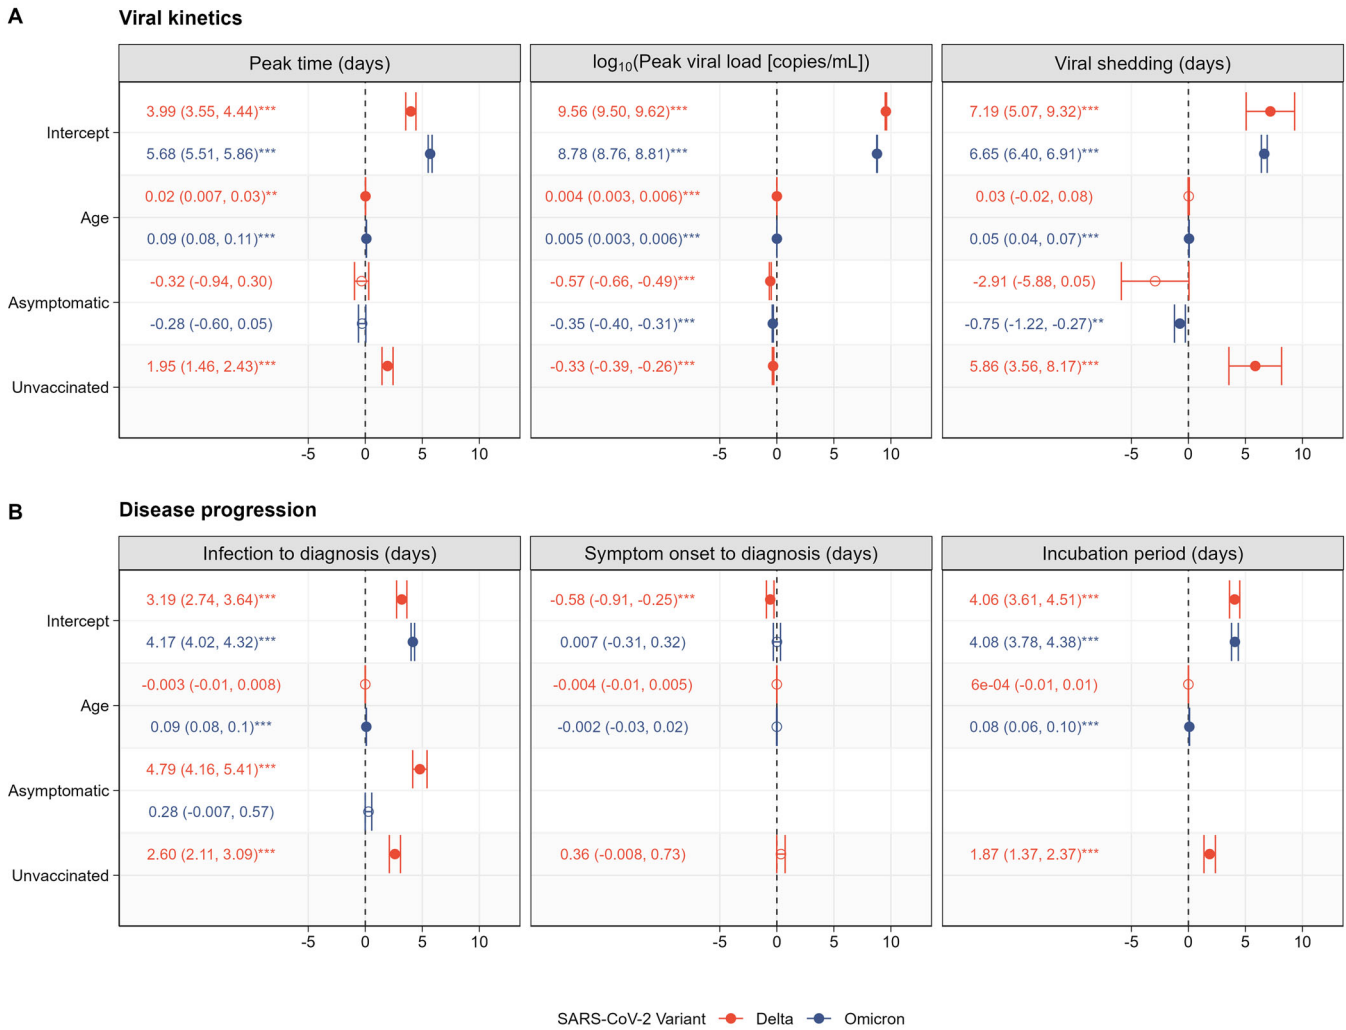 A
Viral kinetics
Peak time (days)
log10(Peak viral load [copies/mL])
Viral shedding (days)
Intercept
3.99 (3.55, 4.44)***
9.56 (9.50, 9.62)***
7.19 (5.07, 9.32)***
5.68 (5.51, 5.86)***
8.78 (8.76, 8.81)***
6.65 (6.40, 6.91)***
Age
0.02 (0.007, 0.03)**
0.004 (0.003, 0.006)***
0.03 (-0.02, 0.08)
0.09 (0.08, 0.11)***
0.005 (0.003, 0.006)***
0.05 (0.04, 0.07)***
Asymptomatic
-0.32 (-0.94, 0.30)
-0.57 (-0.66, -0.49)***
-2.91 (-5.88, 0.05)
-0.28 (-0.60, 0.05)
-0.35 (-0.40, -0.31)***
-0.75 (-1.22, -0.27)**
Unvaccinated
1.95 (1.46, 2.43)***
-0.33 (-0.39, -0.26)***
5.86 (3.56, 8.17)***
-5 0 5 10
-5 0 5 10
-5 0 5 10
B
Disease progression
Infection to diagnosis (days)
Symptom onset to diagnosis (days)
Incubation period (days)
Intercept
3.19 (2.74, 3.64)***
-0.58 (-0.91, -0.25)***
4.06 (3.61, 4.51)***
4.17 (4.02, 4.32)***
0.007 (-0.31, 0.32)
4.08 (3.78, 4.38)***
Age
-0.003 (-0.01, 0.008)
-0.004 (-0.01, 0.005)
6e-04 (-0.01, 0.01)
0.09 (0.08, 0.1)***
-0.002 (-0.03, 0.02)
0.08 (0.06, 0.10)***
Asymptomatic
4.79 (4.16, 5.41)***
0.28 (-0.007, 0.57)
Unvaccinated
2.60 (2.11, 3.09)***
0.36 (-0.008, 0.73)
1.87 (1.37, 2.37)***
-5 0 5 10
-5 0 5 10
-5 0 5 10
SARS-CoV-2 Variant Delta Omicron